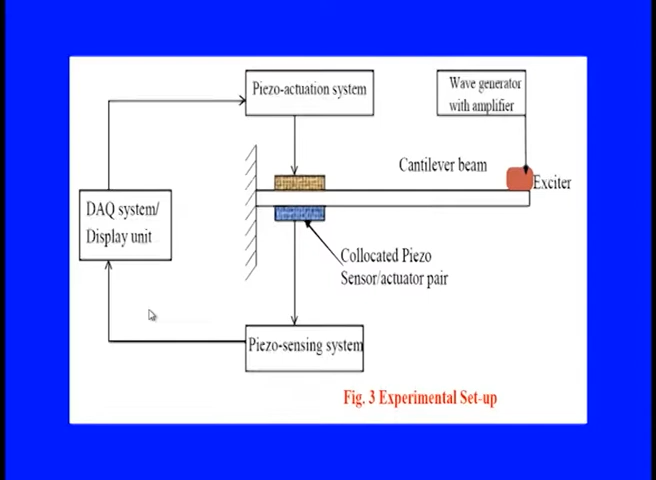 Piezo-actuation system
Wave generator
with amplifier
Cantilever beam
Exciter
DAQ system/
Display unit
Collocated Piezo
Sensor/actuator pair
Piezo-sensing system
Fig. 3 Experimental Set-up